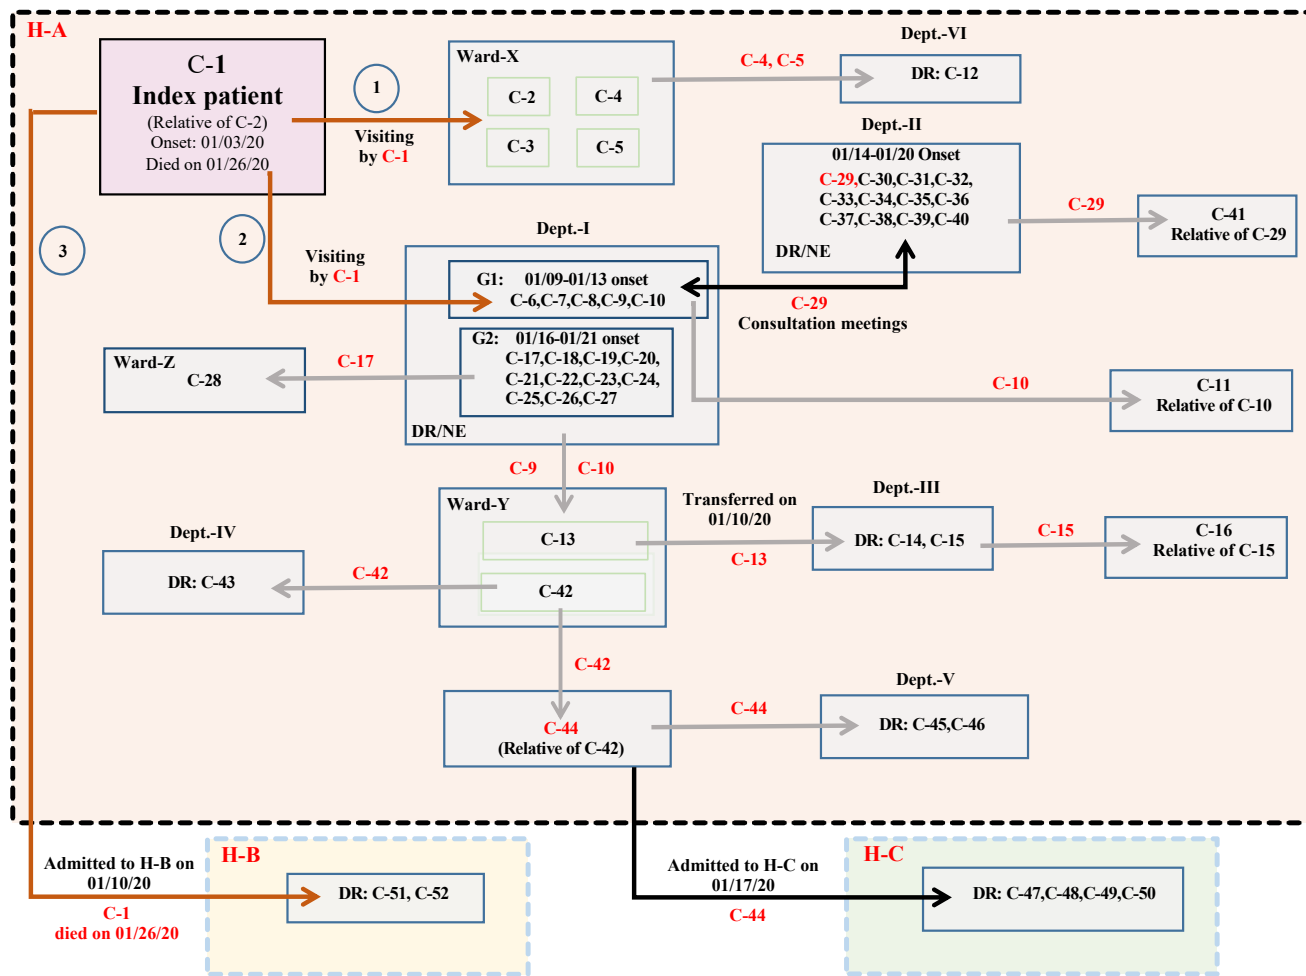 H-A
C-1
Index patient
(Relative of C-2)
Onset: 01/03/20
Died on 01/26/20
1
Visiting
by C-1
Ward-X
C-2
C-4
C-3
C-5
C-4, C-5
Dept.-VI
DR: C-12
Dept.-II
01/14-01/20 Onset
C-29,C-30,C-31,C-32,
C-33,C-34,C-35,C-36
C-37,C-38,C-39,C-40
DR/NE
C-29
C-41
Relative of C-29
3
2
Visiting
by C-1
Dept.-I
G1: 01/09-01/13 onset
C-6,C-7,C-8,C-9,C-10
C-29
Consultation meetings
G2: 01/16-01/21 onset
C-17,C-18,C-19,C-20,
C-21,C-22,C-23,C-24,
C-25,C-26,C-27
DR/NE
Ward-Z
C-28
C-17
C-10
C-11
Relative of C-10
C-9
C-10
Ward-Y
C-13
C-42
Transferred on
01/10/20
C-13
Dept.-III
DR: C-14, C-15
C-15
C-16
Relative of C-15
Dept.-IV
DR: C-43
C-42
C-42
C-44
(Relative of C-42)
C-44
Dept.-V
DR: C-45,C-46
Admitted to H-B on
01/10/20
C-1
died on 01/26/20
H-B
DR: C-51, C-52
Admitted to H-C on
01/17/20
C-44
H-C
DR: C-47,C-48,C-49,C-50